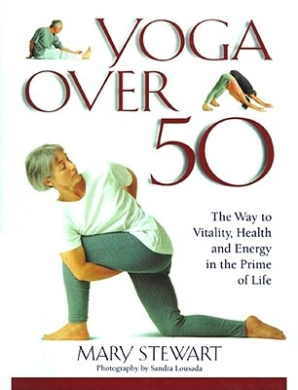 YOGA
OVER
50
The Way to
Vitality, Health
and Energy
in the Prime
of Life
MARY STEWART
Photography by Sandra Lousada